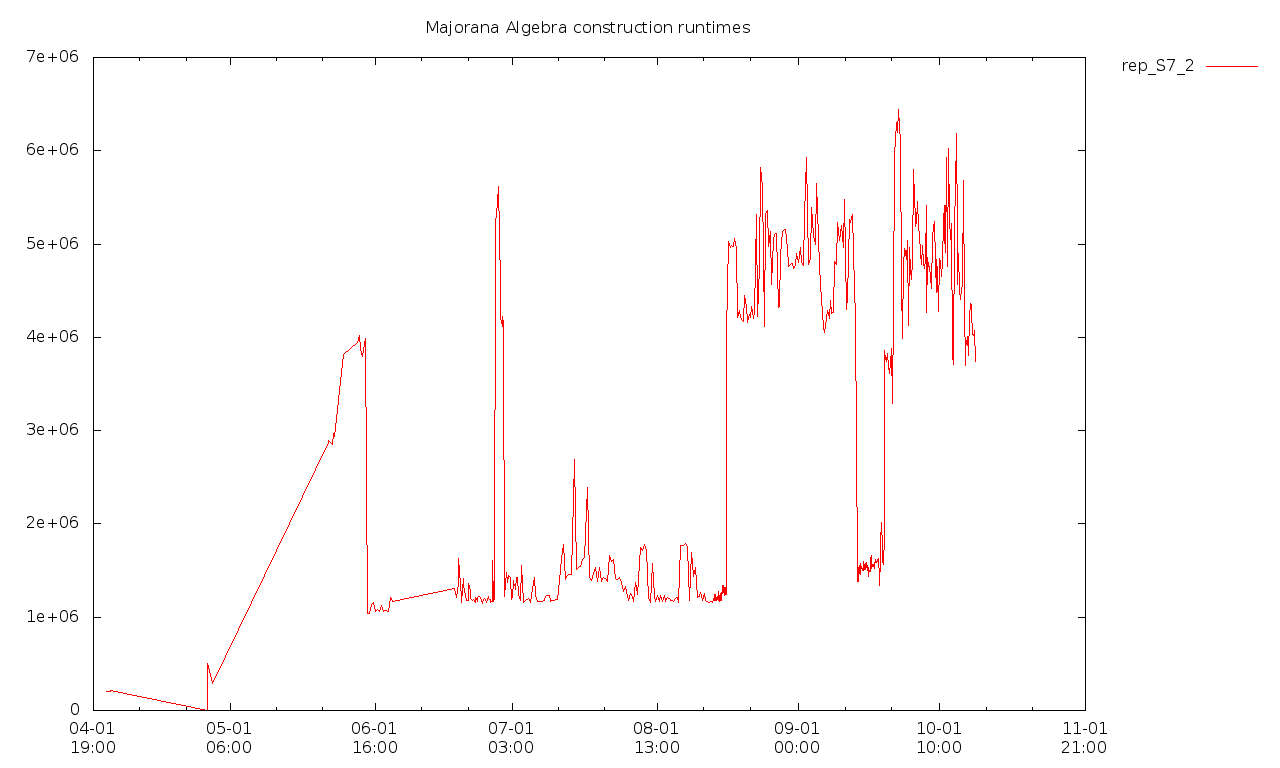 Majorana Algebra construction runtimes
rep_S7_2
7e+06
6e+06
5e+06
4e+06
3e+06
2e+06
1e+06
0
04-01 19:00
05-01 06:00
06-01 16:00
07-01 03:00
08-01 13:00
09-01 00:00
10-01 10:00
11-01 21:00